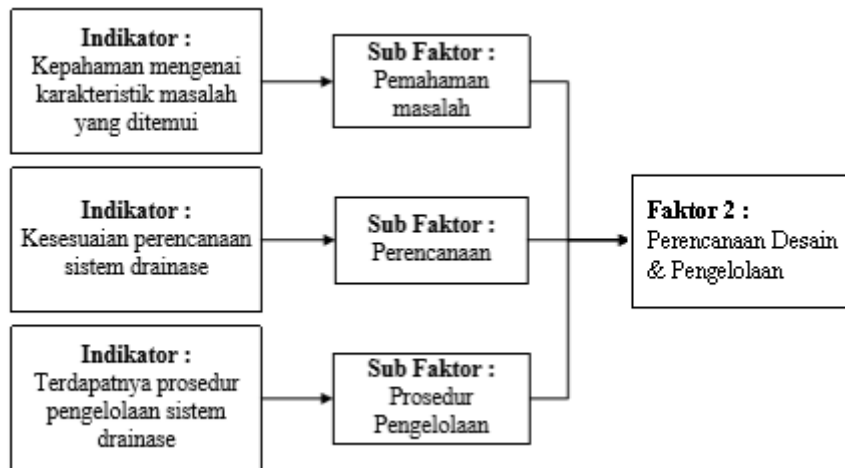 Indikator :
Kepahaman mengenai
karakteristik masalah
yang ditemui
Sub Faktor :
Pemahaman
masalah
Indikator :
Kesesuaian perencanaan
sistem drainase
Sub Faktor :
Perencanaan
Indikator :
Terdapatnya prosedur
pengelolaan sistem
drainase
Sub Faktor :
Prosedur
Pengelolaan
Faktor 2 :
Perencanaan Desain
& Pengelolaan